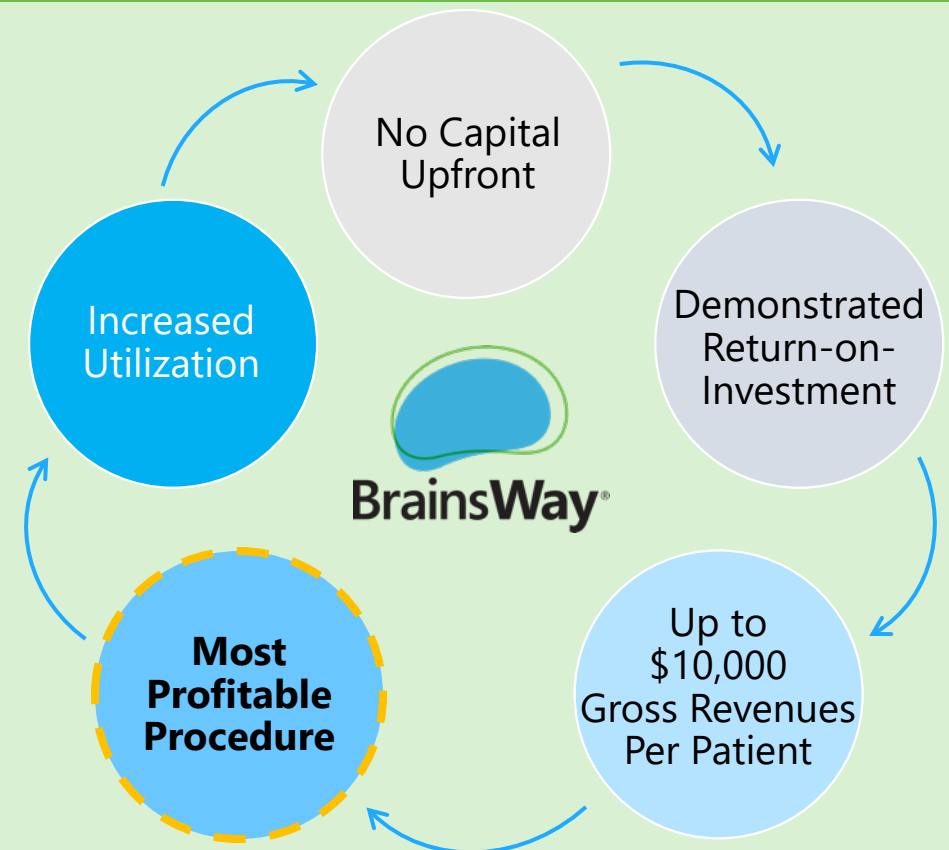 No Capital
Upfront
Demonstrated
Return-on-
Investment
Up to
$10,000
Gross Revenues
Per Patient
Most
Profitable
Procedure
Increased
Utilization
BrainsWay®